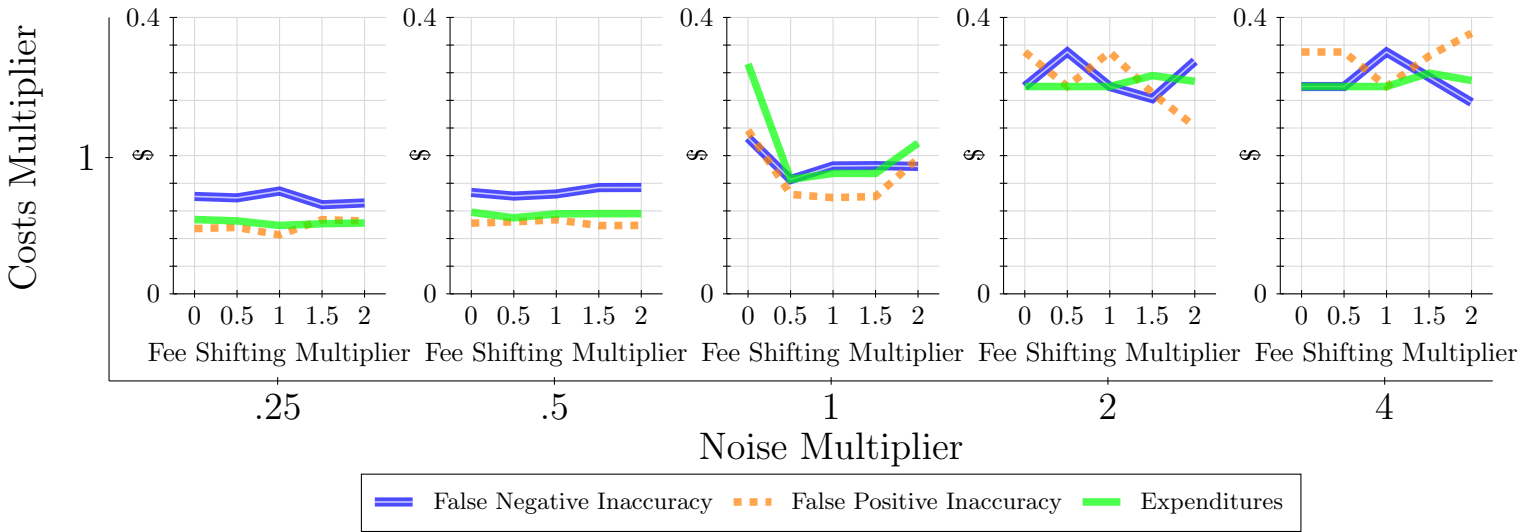 Costs Multiplier
1
0.4
$
0
0 0.5 1 1.5 2
Fee Shifting Multiplier
0.4
$
0
0 0.5 1 1.5 2
Fee Shifting Multiplier
0.4
$
0
0 0.5 1 1.5 2
Fee Shifting Multiplier
0.4
$
0
0 0.5 1 1.5 2
Fee Shifting Multiplier
0.4
$
0
0 0.5 1 1.5 2
Fee Shifting Multiplier
.25 .5 1 2 4
Noise Multiplier
False Negative Inaccuracy False Positive Inaccuracy Expenditures